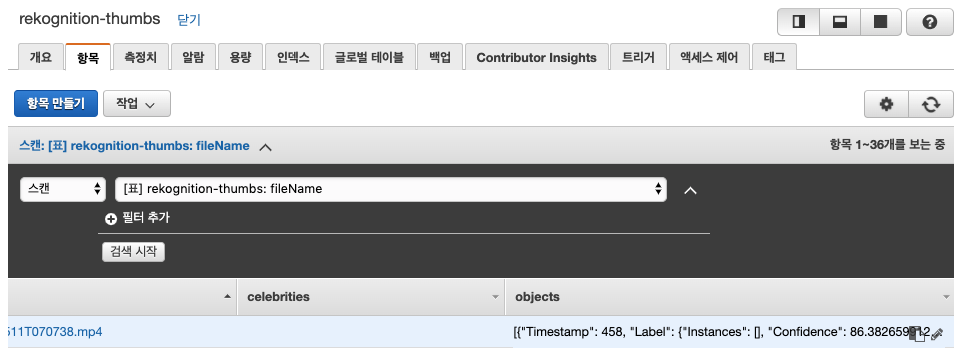 rekognition-thumbs 닫기
개요 항목 측정치 알람 용량 인덱스 글로벌 테이블 백업 Contributor Insights 트리거 액세스 제어 태그
항목 만들기 작업
스캔: [표] rekognition-thumbs: fileName 항목 1~36개를 보는 중
스캔 [표] rekognition-thumbs: fileName
필터 추가
검색 시작
celebrities objects
511T070738.mp4 [{"Timestamp": 458, "Label": {"Instances": [], "Confidence": 86.382659912